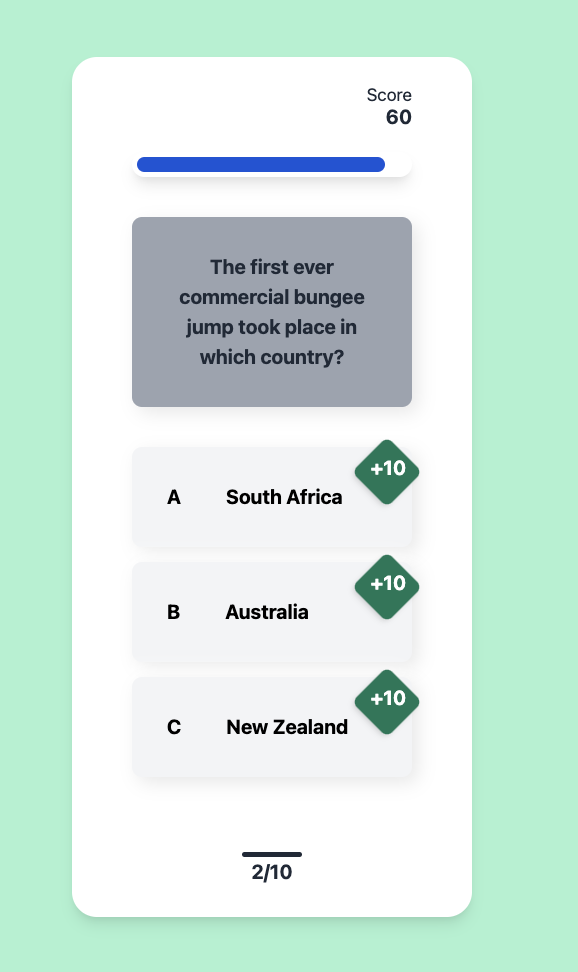 Score
60
The first ever
commercial bungee
jump took place in
which country?
+10
A South Africa
+10
B Australia
+10
C New Zealand
2/10